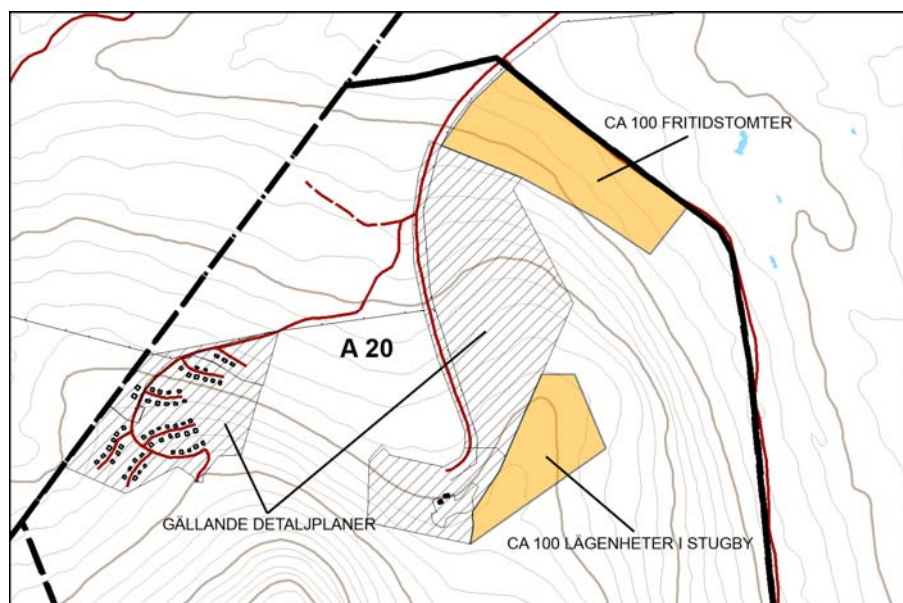 CA 100 FRITIDSTOMTER
A 20
GÄLLANDE DETALJPLANER
CA 100 LÄGENHETER I STUGBY